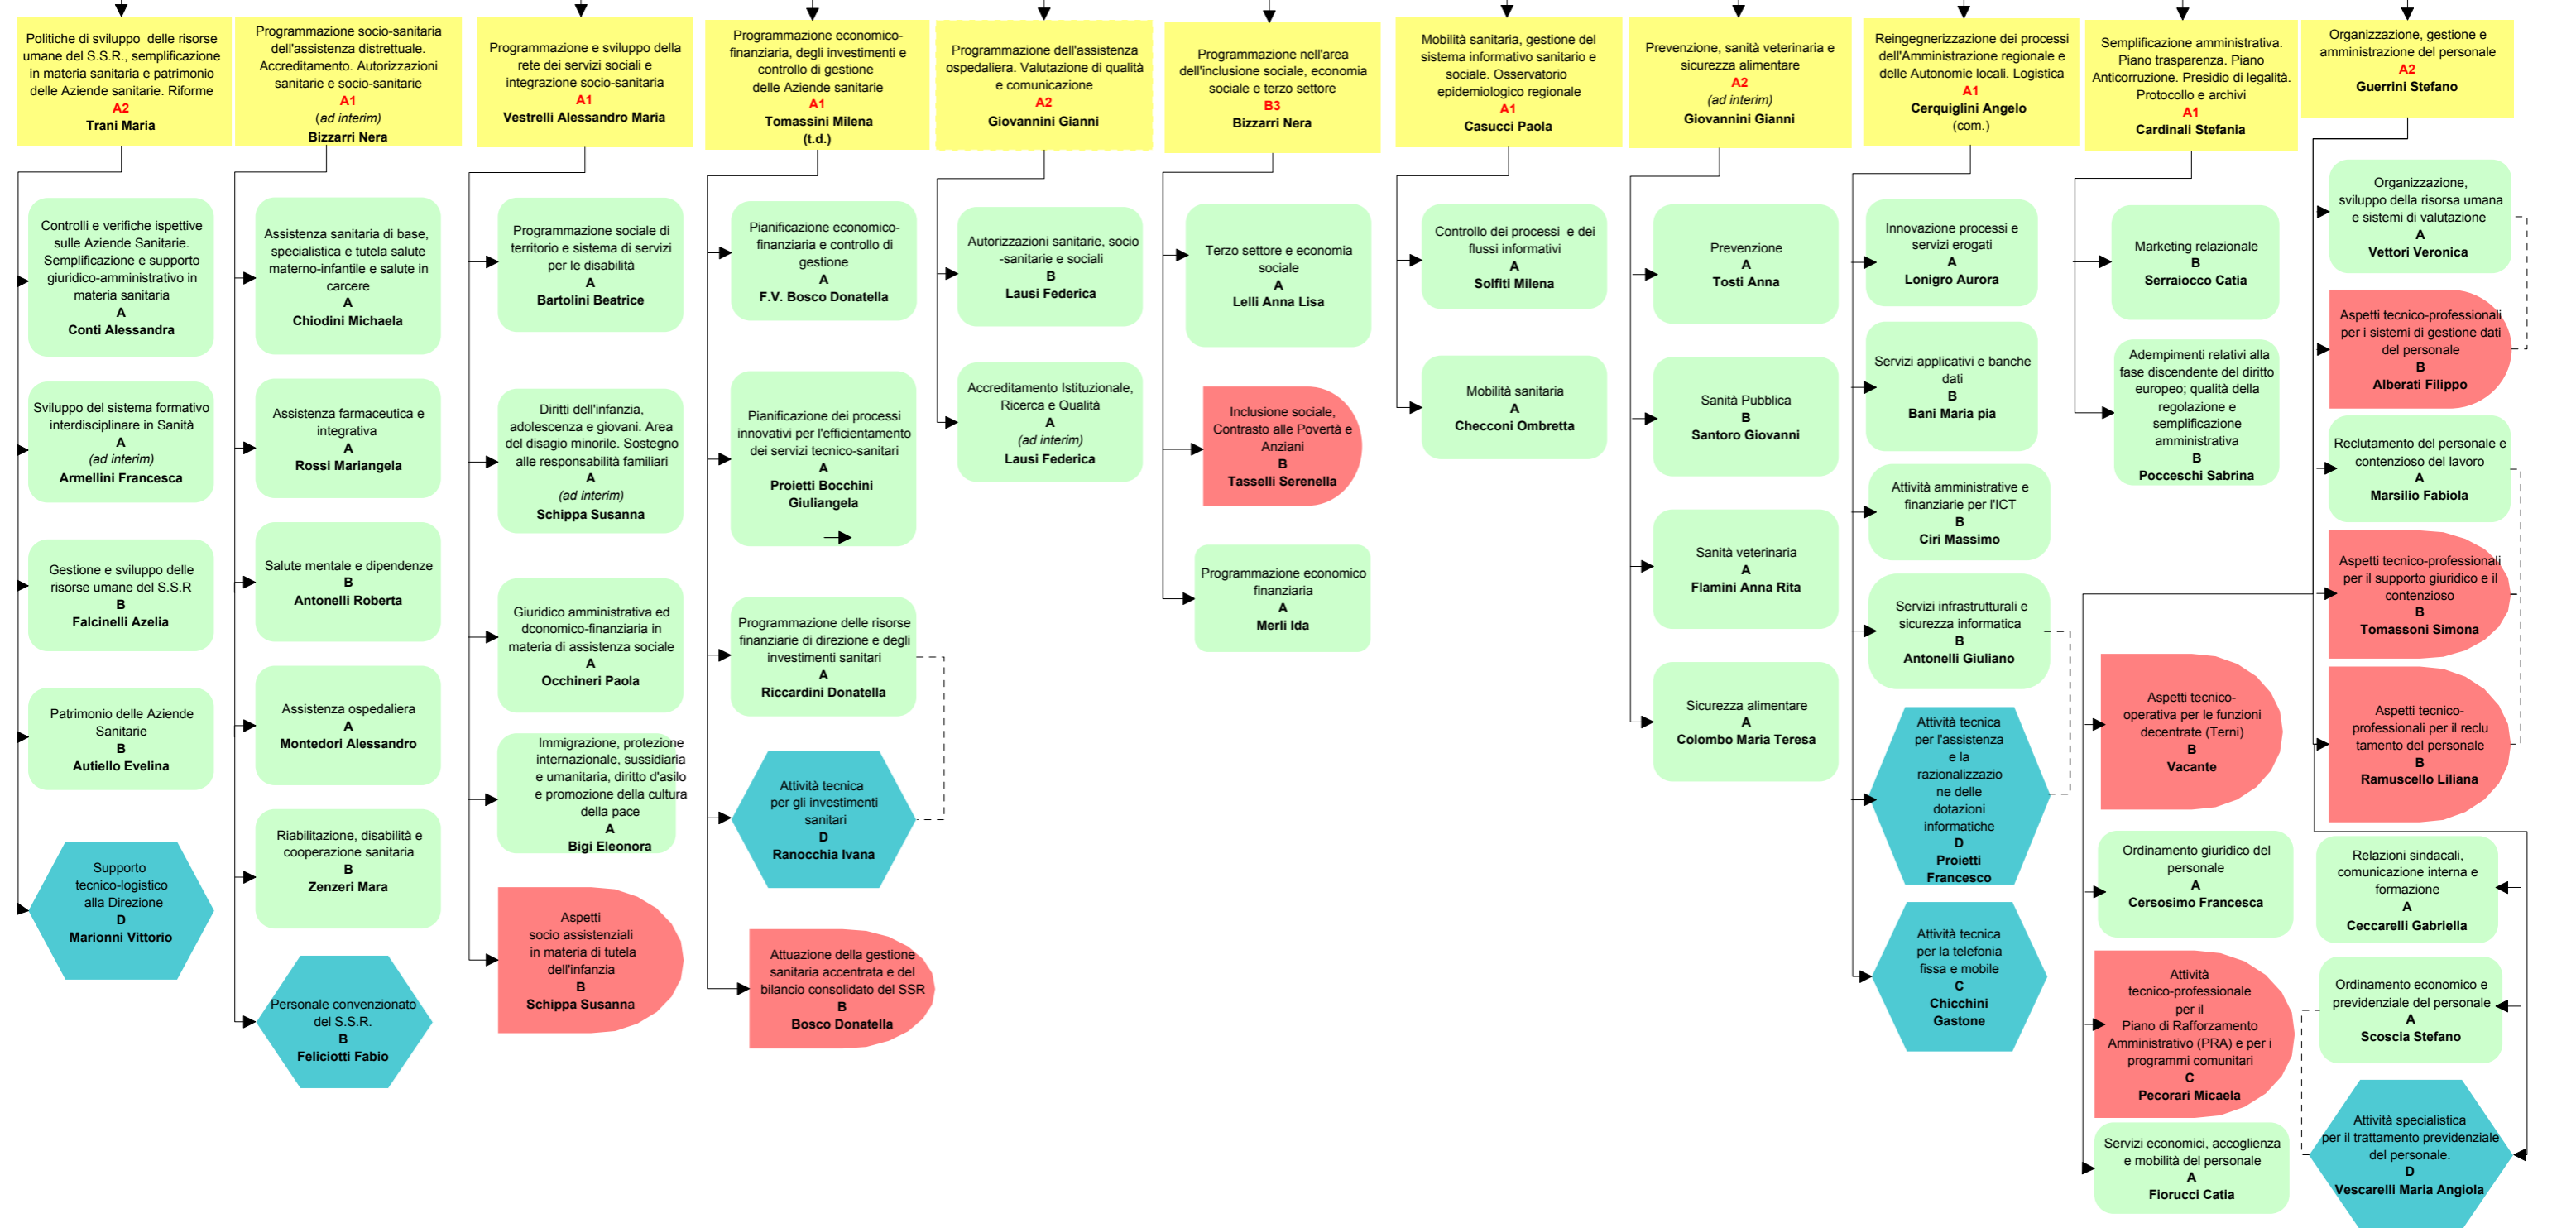 Politiche di sviluppo delle risorse
umane del S.S.R., semplificazione
in materia sanitaria e patrimonio
delle Aziende sanitarie. Riforme
A2
Trani Maria
Controlli e verifiche ispettive
sulle Aziende Sanitarie.
Semplificazione e supporto
giuridico-amministrativo in
materia sanitaria
A
Conti Alessandra
Sviluppo del sistema formativo
interdisciplinare in Sanità
A
(ad interim)
Armellini Francesca
Gestione e sviluppo delle
risorse umane del S.S.R
B
Falcinelli Azelia
Patrimonio delle Aziende
Sanitarie
B
Autiello Evelina
Supporto
tecnico-logistico
alla Direzione
D
Marionni Vittorio
Programmazione socio-sanitaria
dell'assistenza distrettuale.
Accreditamento. Autorizzazioni
sanitarie e socio-sanitarie
A1
(ad interim)
Bizzarri Nera
Assistenza sanitaria di base,
specialistica e tutela salute
materno-infantile e salute in
carcere
A
Chiodini Michaela
Assistenza farmaceutica e
integrativa
A
Rossi Mariangela
Salute mentale e dipendenze
B
Antonelli Roberta
Assistenza ospedaliera
A
Montedori Alessandro
Riabilitazione, disabilità e
cooperazione sanitaria
B
Zenzeri Mara
Personale convenzionato
del S.S.R.
B
Feliciotti Fabio
Programmazione e sviluppo della
rete dei servizi sociali e
integrazione socio-sanitaria
A1
Vestrelli Alessandro Maria
Programmazione sociale di
territorio e sistema di servizi
per le disabilità
A
Bartolini Beatrice
Diritti dell'infanzia,
adolescenza e giovani. Area
del disagio minorile. Sostegno
alle responsabilità familiari
A
(ad interim)
Schippa Susanna
Giuridico amministrativa ed
dconomico-finanziaria in
materia di assistenza sociale
A
Occhineri Paola
Immigrazione, protezione
internazionale, sussidiaria
e umanitaria, diritto d'asilo
e promozione della cultura
della pace
A
Bigi Eleonora
Aspetti
socio assistenziali
in materia di tutela
dell'infanzia
B
Schippa Susanna
Programmazione economico-
finanziaria, degli investimenti e
controllo di gestione
delle Aziende sanitarie
A1
Tomassini Milena
(t.d.)
Pianificazione economico-
finanziaria e controllo di
gestione
A
F.V. Bosco Donatella
Pianificazione dei processi
innovativi per l'efficientamento
dei servizi tecnico-sanitari
A
Proietti Bocchini
Giuliangela
Programmazione delle risorse
finanziarie di direzione e degli
investimenti sanitari
A
Riccardini Donatella
Attività tecnica
per gli investimenti
sanitari
D
Ranocchia Ivana
Attuazione della gestione
sanitaria accentrata e del
bilancio consolidato del SSR
B
Bosco Donatella
Programmazione dell'assistenza
ospedaliera. Valutazione di qualità
e comunicazione
A2
Giovannini Gianni
Autorizzazioni sanitarie, socio
-sanitarie e sociali
B
Lausi Federica
Accreditamento Istituzionale,
Ricerca e Qualità
A
(ad interim)
Lausi Federica
Programmazione nell'area
dell'inclusione sociale, economia
sociale e terzo settore
B3
Bizzarri Nera
Terzo settore e economia
sociale
A
Lelli Anna Lisa
Inclusione sociale,
Contrasto alle Povertà e
Anziani
B
Tasselli Serenella
Programmazione economico
finanziaria
A
Merli Ida
Mobilità sanitaria, gestione del
sistema informativo sanitario e
sociale. Osservatorio
epidemiologico regionale
A1
Casucci Paola
Controllo dei processi e dei
flussi informativi
A
Solfiti Milena
Mobilità sanitaria
A
Checconi Ombretta
Prevenzione, sanità veterinaria e
sicurezza alimentare
A2
(ad interim)
Giovannini Gianni
Prevenzione
A
Tosti Anna
Sanità Pubblica
B
Santoro Giovanni
Sanità veterinaria
A
Flamini Anna Rita
Sicurezza alimentare
A
Colombo Maria Teresa
Reingegnerizzazione dei processi
dell'Amministrazione regionale e
delle Autonomie locali. Logistica
A1
Cerquiglini Angelo
(com.)
Innovazione processi e
servizi erogati
A
Lonigro Aurora
Servizi applicativi e banche
dati
B
Bani Maria pia
Attività amministrative e
finanziarie per l'ICT
B
Ciri Massimo
Servizi infrastrutturali e
sicurezza informatica
B
Antonelli Giuliano
Attività tecnica
per l'assistenza
e la
razionalizzazio
ne delle
dotazioni
informatiche
D
Proietti
Francesco
Attività tecnica
per la telefonia
fissa e mobile
C
Chicchini
Gastone
Semplificazione amministrativa.
Piano trasparenza. Piano
Anticorruzione. Presidio di legalità.
Protocollo e archivi
A1
Cardinali Stefania
Marketing relazionale
B
Serraiocco Catia
Adempimenti relativi alla
fase discendente del diritto
europeo; qualità della
regolazione e
semplificazione
amministrativa
B
Pocceschi Sabrina
Organizzazione, gestione e
amministrazione del personale
A2
Guerrini Stefano
Organizzazione,
sviluppo della risorsa umana
e sistemi di valutazione
A
Vettori Veronica
Aspetti tecnico-professionali
per i sistemi di gestione dati
del personale
B
Alberati Filippo
Reclutamento del personale e
contenzioso del lavoro
A
Marsilio Fabiola
Aspetti tecnico-professionali
per il supporto giuridico e il
contenzioso
B
Tomassoni Simona
Aspetti tecnico-
professionali per il reclu
tamento del personale
B
Ramuscello Liliana
Aspetti tecnico-
operativa per le funzioni
decentrate (Terni)
B
Vacante
Ordinamento giuridico del
personale
A
Cersosimo Francesca
Attività
tecnico-professionale
per il
Piano di Rafforzamento
Amministrativo (PRA) e per i
programmi comunitari
C
Pecorari Micaela
Servizi economici, accoglienza
e mobilità del personale
A
Fiorucci Catia
Relazioni sindacali,
comunicazione interna e
formazione
A
Ceccarelli Gabriella
Ordinamento economico e
previdenziale del personale
A
Scoscia Stefano
Attività specialistica
per il trattamento previdenziale
del personale.
D
Vescarelli Maria Angiola